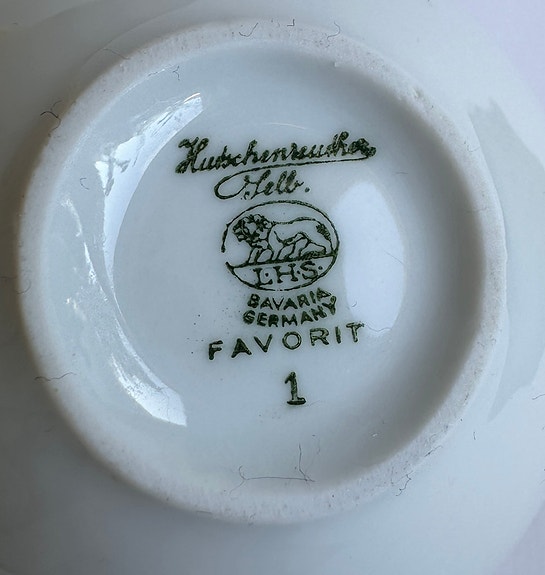 Hutschenreuther
Selb.
L.H.S.
BAVARIA
GERMANY
FAVORIT
1